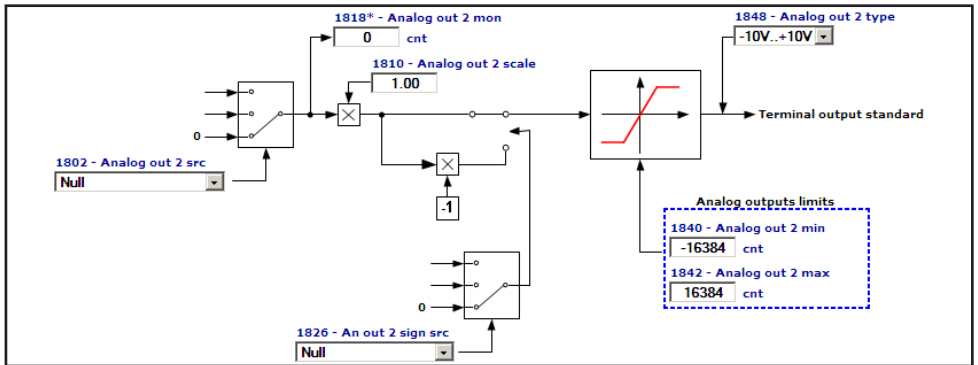 1818* - Analog out 2 mon
0 cnt
1848 - Analog out 2 type
-10V..+10V
1810 - Analog out 2 scale
1.00
×
0
Terminal output standard
1802 - Analog out 2 src
Null
×
-1
Analog outputs limits
1840 - Analog out 2 min
-16384 cnt
1842 - Analog out 2 max
16384 cnt
0
1826 - An out 2 sign src
Null